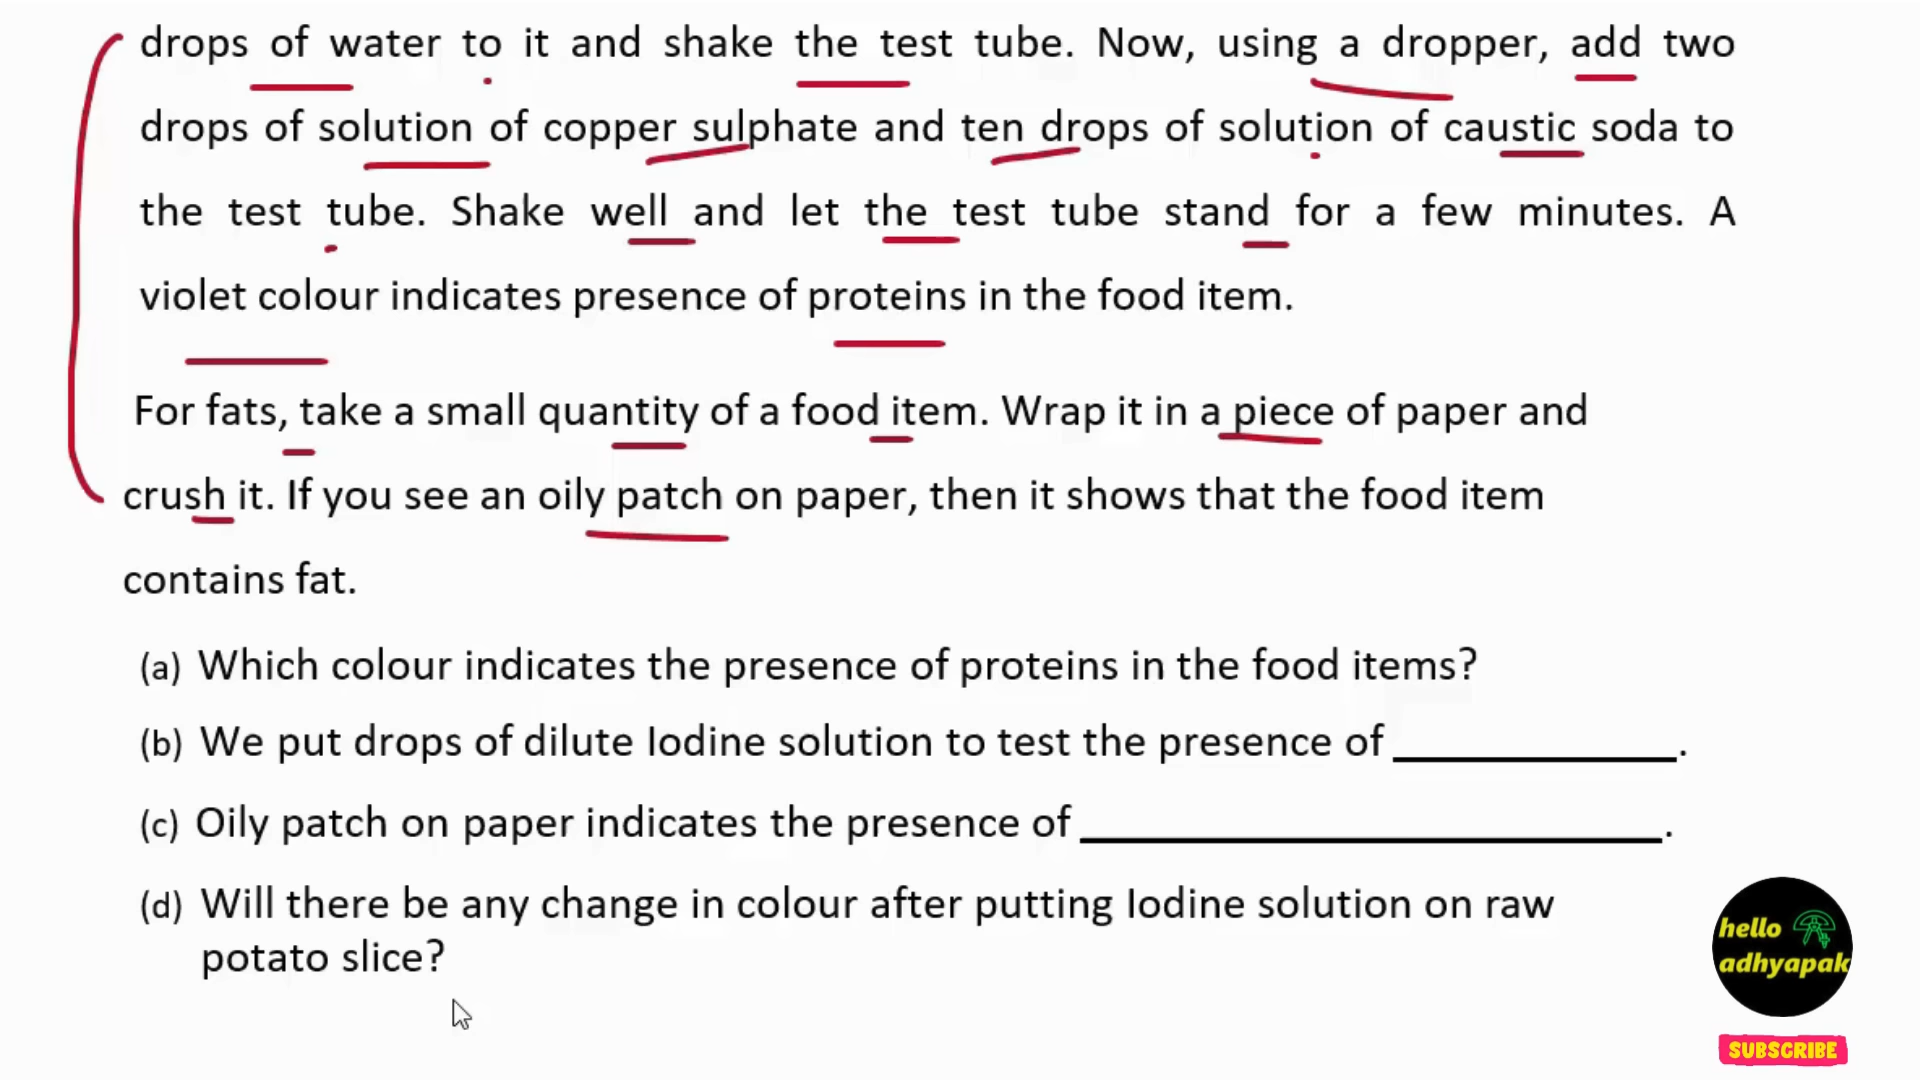 drops of water to it and shake the test tube. Now, using a dropper, add two
drops of solution of copper sulphate and ten drops of solution of caustic soda to
the test tube. Shake well and let the test tube stand for a few minutes. A
violet colour indicates presence of proteins in the food item.
For fats, take a small quantity of a food item. Wrap it in a piece of paper and
crush it. If you see an oily patch on paper, then it shows that the food item
contains fat.
(a) Which colour indicates the presence of proteins in the food items?
(b) We put drops of dilute Iodine solution to test the presence of ____________.
(c) Oily patch on paper indicates the presence of ________________________.
(d) Will there be any change in colour after putting Iodine solution on raw
potato slice?
hello
adhyapak
SUBSCRIBE